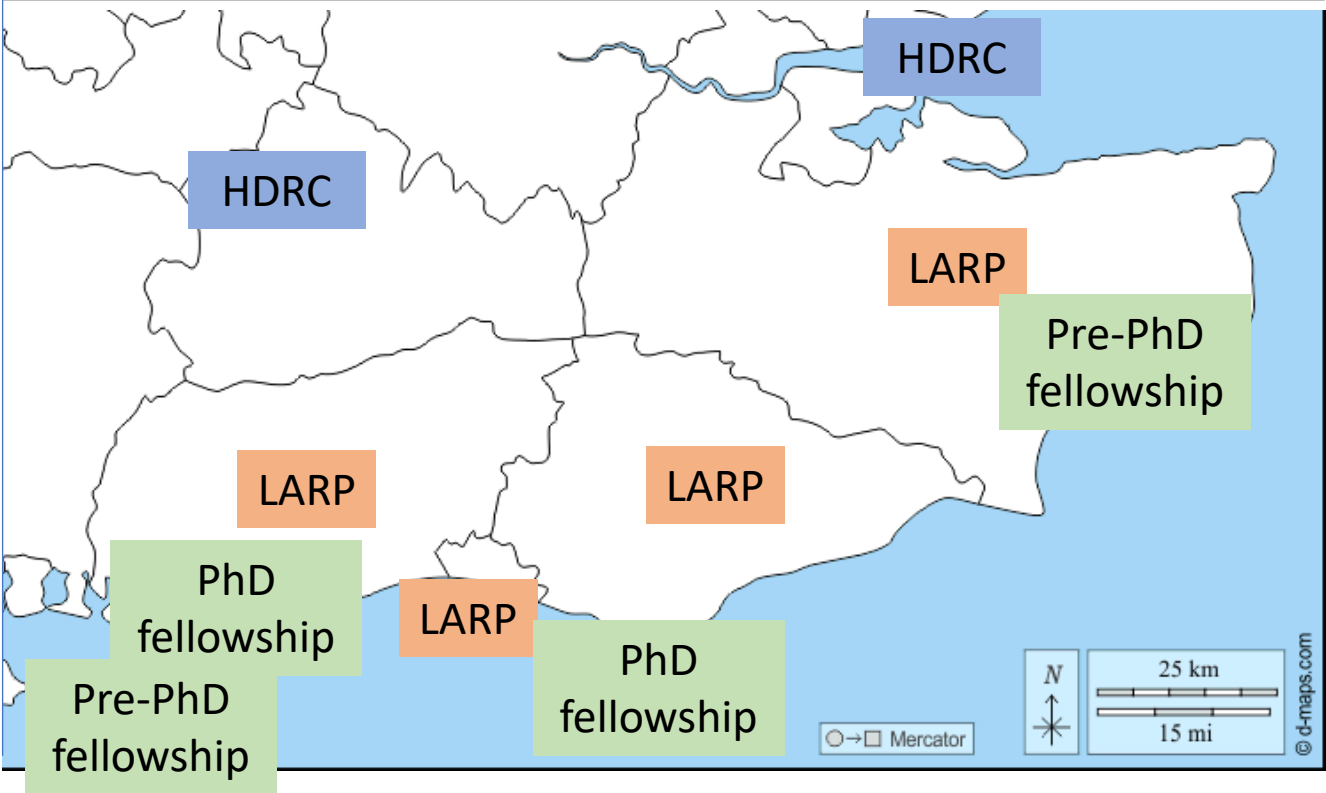 HDRC
HDRC
LARP
Pre-PhD
fellowship
LARP
LARP
PhD
fellowship
LARP
PhD
fellowship
Pre-PhD
fellowship
N
25 km
15 mi
Mercator
© d-maps.com